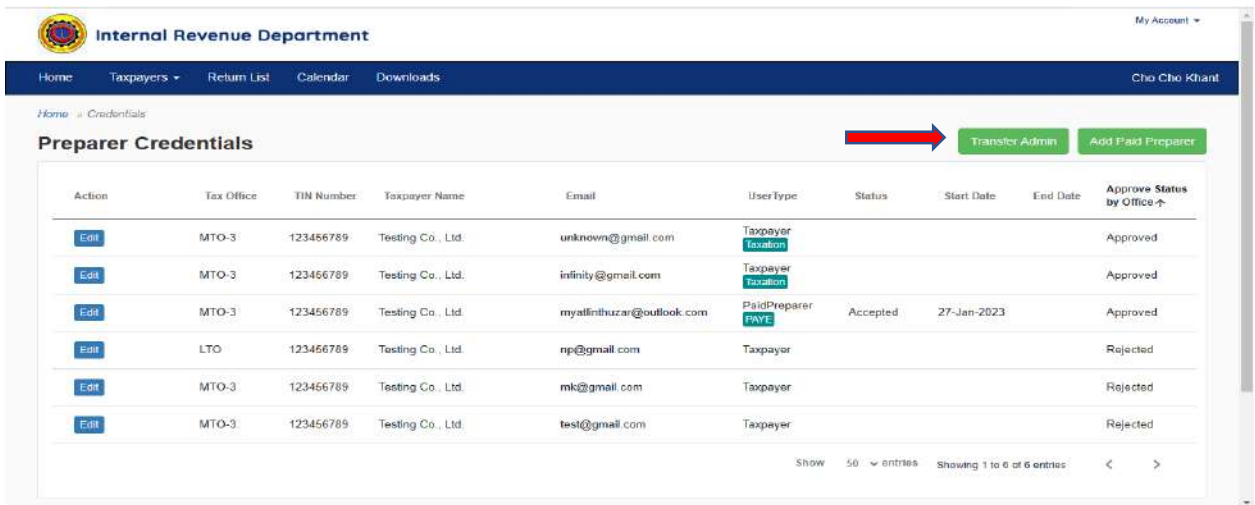 My Account
Internal Revenue Department
Home Taxpayers Return List Calendar Downloads Cho Cho Khant
Home » Credentials
Preparer Credentials Transfer Admin Add Paid Preparer
Action Tax Office TIN Number Taxpayer Name Email UserType Status Start Date End Date Approve Status
by Office
Edit MTO-3 123456789 Testing Co., Ltd. unknown@gmail.com Taxpayer Approved
Taxation
Edit MTO-3 123456789 Testing Co., Ltd. infinity@gmail.com Taxpayer Approved
Taxation
Edit MTO-3 123456789 Testing Co., Ltd. myatlinthuzar@outlook.com PaidPreparer Accepted 27-Jan-2023 Approved
PAYE
Edit LTO 123456789 Testing Co., Ltd. np@gmail.com Taxpayer Rejected
Edit MTO-3 123456789 Testing Co., Ltd. mk@gmail.com Taxpayer Rejected
Edit MTO-3 123456789 Testing Co., Ltd. test@gmail.com Taxpayer Rejected
Show 50 entries Showing 1 to 6 of 6 entries < >